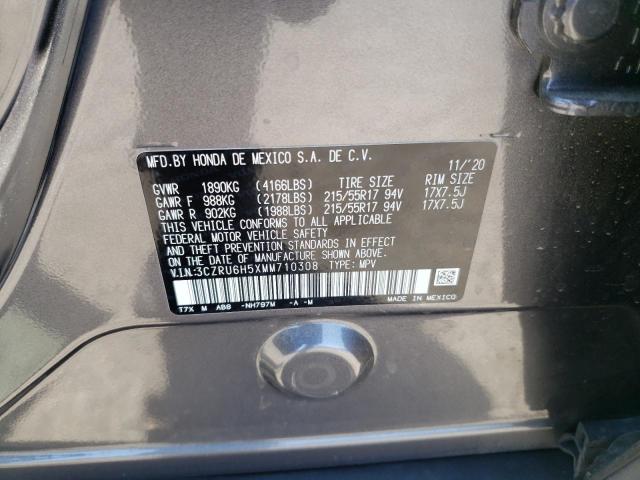 MFD.BY HONDA DE MEXICO S.A. DE C.V. 11/'20
GVWR 1890KG (4166LBS) TIRE SIZE RIM SIZE
GAWR F 988KG (2178LBS) 215/55R17 94V 17X7.5J
GAWR R 902KG (1988LBS) 215/55R17 94V 17X7.5J
THIS VEHICLE CONFORMS TO ALL APPLICABLE
FEDERAL MOTOR VEHICLE SAFETY
AND THEFT PREVENTION STANDARDS IN EFFECT
ON THE DATE OF MANUFACTURE SHOWN ABOVE.
V.I.N:3CZRU6H5XMM710308 TYPE: MPV
T7X M ABB -NH797M -A -M MADE IN MEXICO